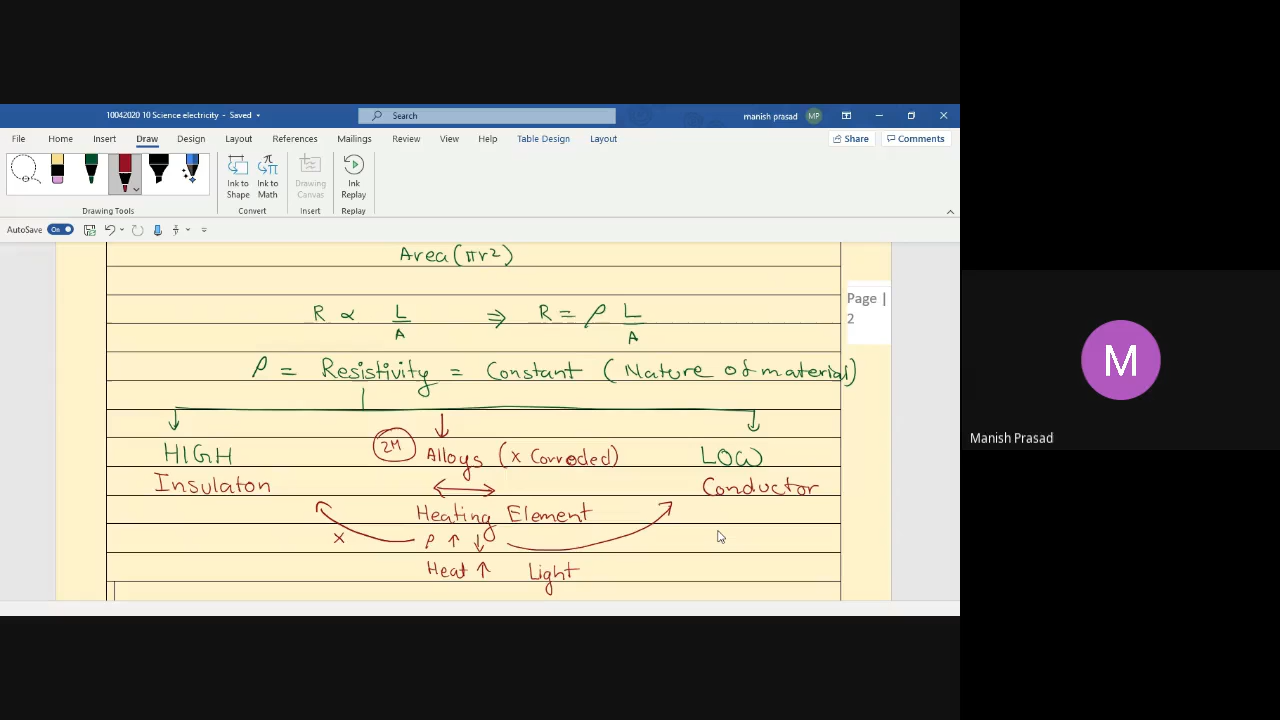 10042020 10 Science electricity - Saved
Search
manish prasad MP
File Home Insert Draw Design Layout References Mailings Review View Help Table Design Layout Share Comments
Ink to Shape
Ink to Math
Drawing Canvas
Ink Replay
Drawing Tools Convert Insert Replay
AutoSave On
Area (πr2)
R ∝ L/A ⇒ R = ρ L/A
Page | 2
ρ = Resistivity = Constant (Nature of material)
HIGH 2M Alloys (x Corroded) LOW
Insulaton ↔ Conductor
Heating Element
x ρ ↑ ↓
Heat ↑ Light
M
Manish Prasad